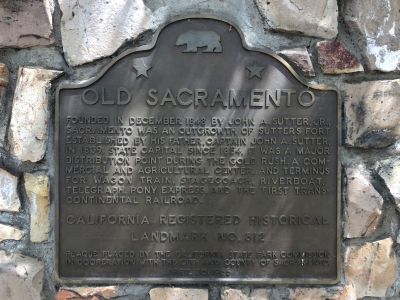 OLD SACRAMENTO
FOUNDED IN DECEMBER 1848 BY JOHN A. SUTTER, JR.,
SACRAMENTO WAS AN OUTGROWTH OF SUTTER'S FORT
ESTABLISHED BY HIS FATHER, CAPTAIN JOHN A. SUTTER,
IN 1839. STATE CAPITAL SINCE 1854, IT WAS A MAJOR
DISTRIBUTION POINT DURING THE GOLD RUSH, A COM-
MERCIAL AND AGRICULTURAL CENTER, AND TERMINUS
FOR WAGON TRAIN, STAGECOACH, RIVERBOAT,
TELEGRAPH, PONY EXPRESS, AND THE FIRST TRANS-
CONTINENTAL RAILROAD.
CALIFORNIA REGISTERED HISTORICAL
LANDMARK NO. 812
PLAQUE PLACED BY THE CALIFORNIA STATE PARK COMMISSION
IN COOPERATION WITH THE CITY AND COUNTY OF SACRAMENTO